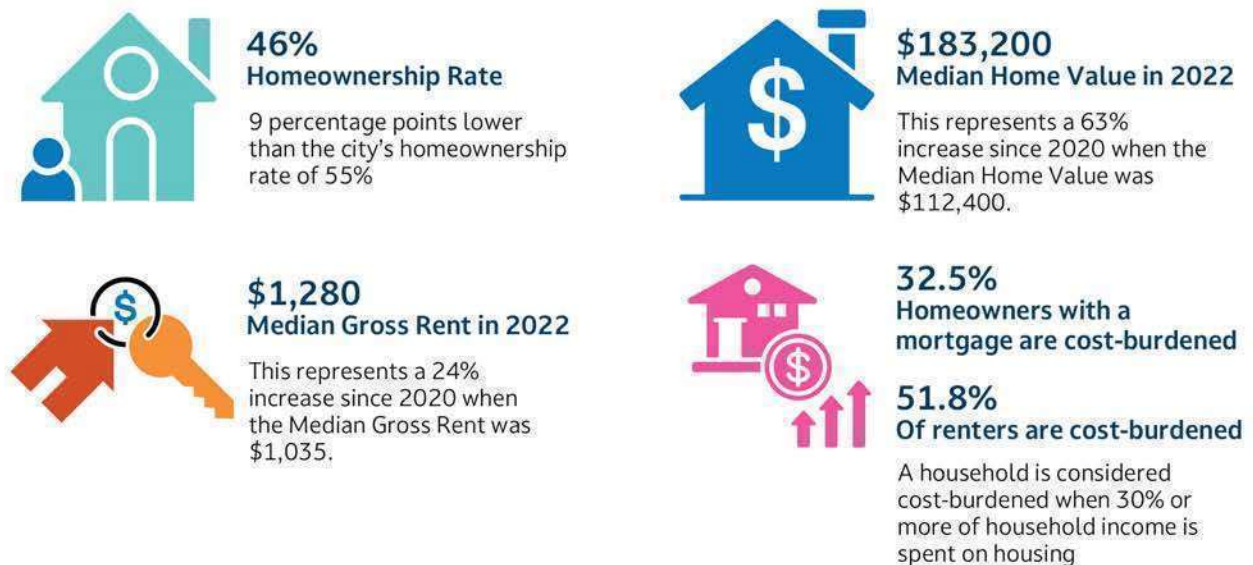 46%
Homeownership Rate
9 percentage points lower
than the city's homeownership
rate of 55%
$
$183,200
Median Home Value in 2022
This represents a 63%
increase since 2020 when the
Median Home Value was
$112,400.
$
$1,280
Median Gross Rent in 2022
This represents a 24%
increase since 2020 when
the Median Gross Rent was
$1,035.
$
32.5%
Homeowners with a
mortgage are cost-burdened
51.8%
Of renters are cost-burdened
A household is considered
cost-burdened when 30% or
more of household income is
spent on housing